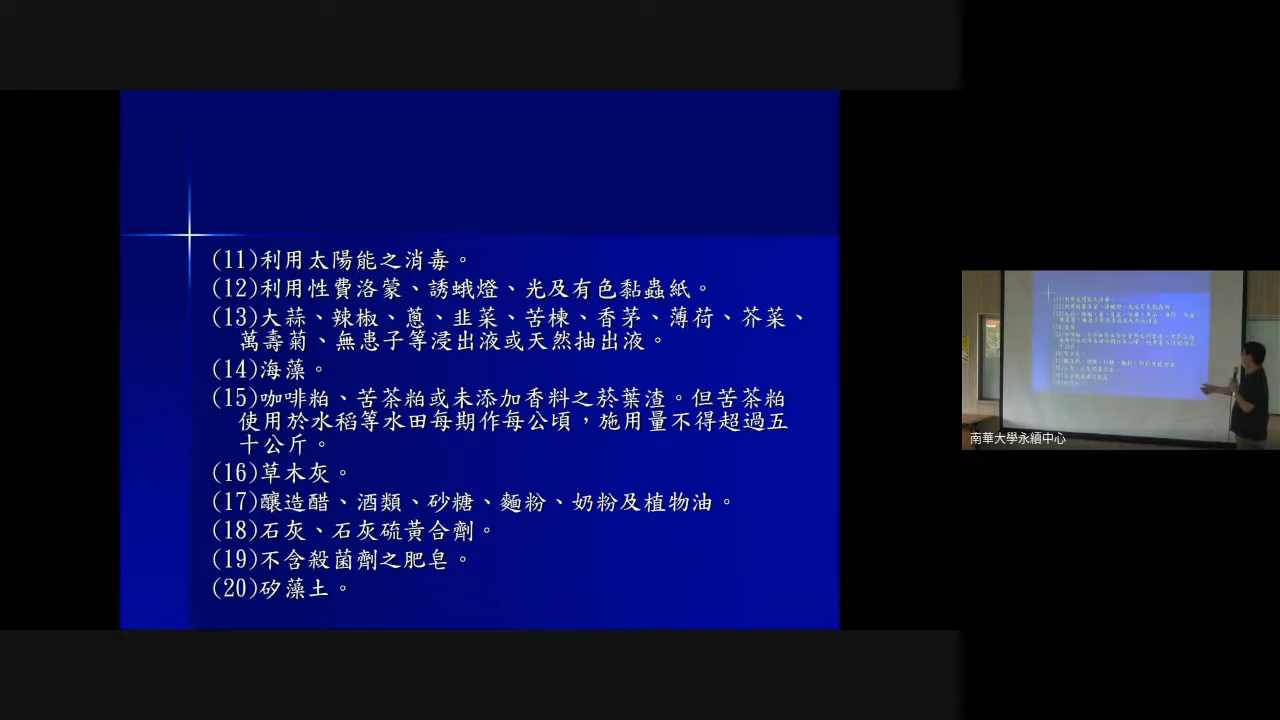 (11)利用太陽能之消毒。
(12)利用性費洛蒙、誘蛾燈、光及有色黏蟲紙。
(13)大蒜、辣椒、蔥、韭菜、苦楝、香茅、薄荷、芥菜、
萬壽菊、無患子等浸出液或天然抽出液。
(14)海藻。
(15)咖啡粕、苦茶粕或未添加香料之菸葉渣。但苦茶粕
使用於水稻等水田每期作每公頃，施用量不得超過五
十公斤。
(16)草木灰。
(17)釀造醋、酒類、砂糖、麵粉、奶粉及植物油。
(18)石灰、石灰硫黃合劑。
(19)不含殺菌劑之肥皂。
(20)矽藻土。
南華大學永續中心